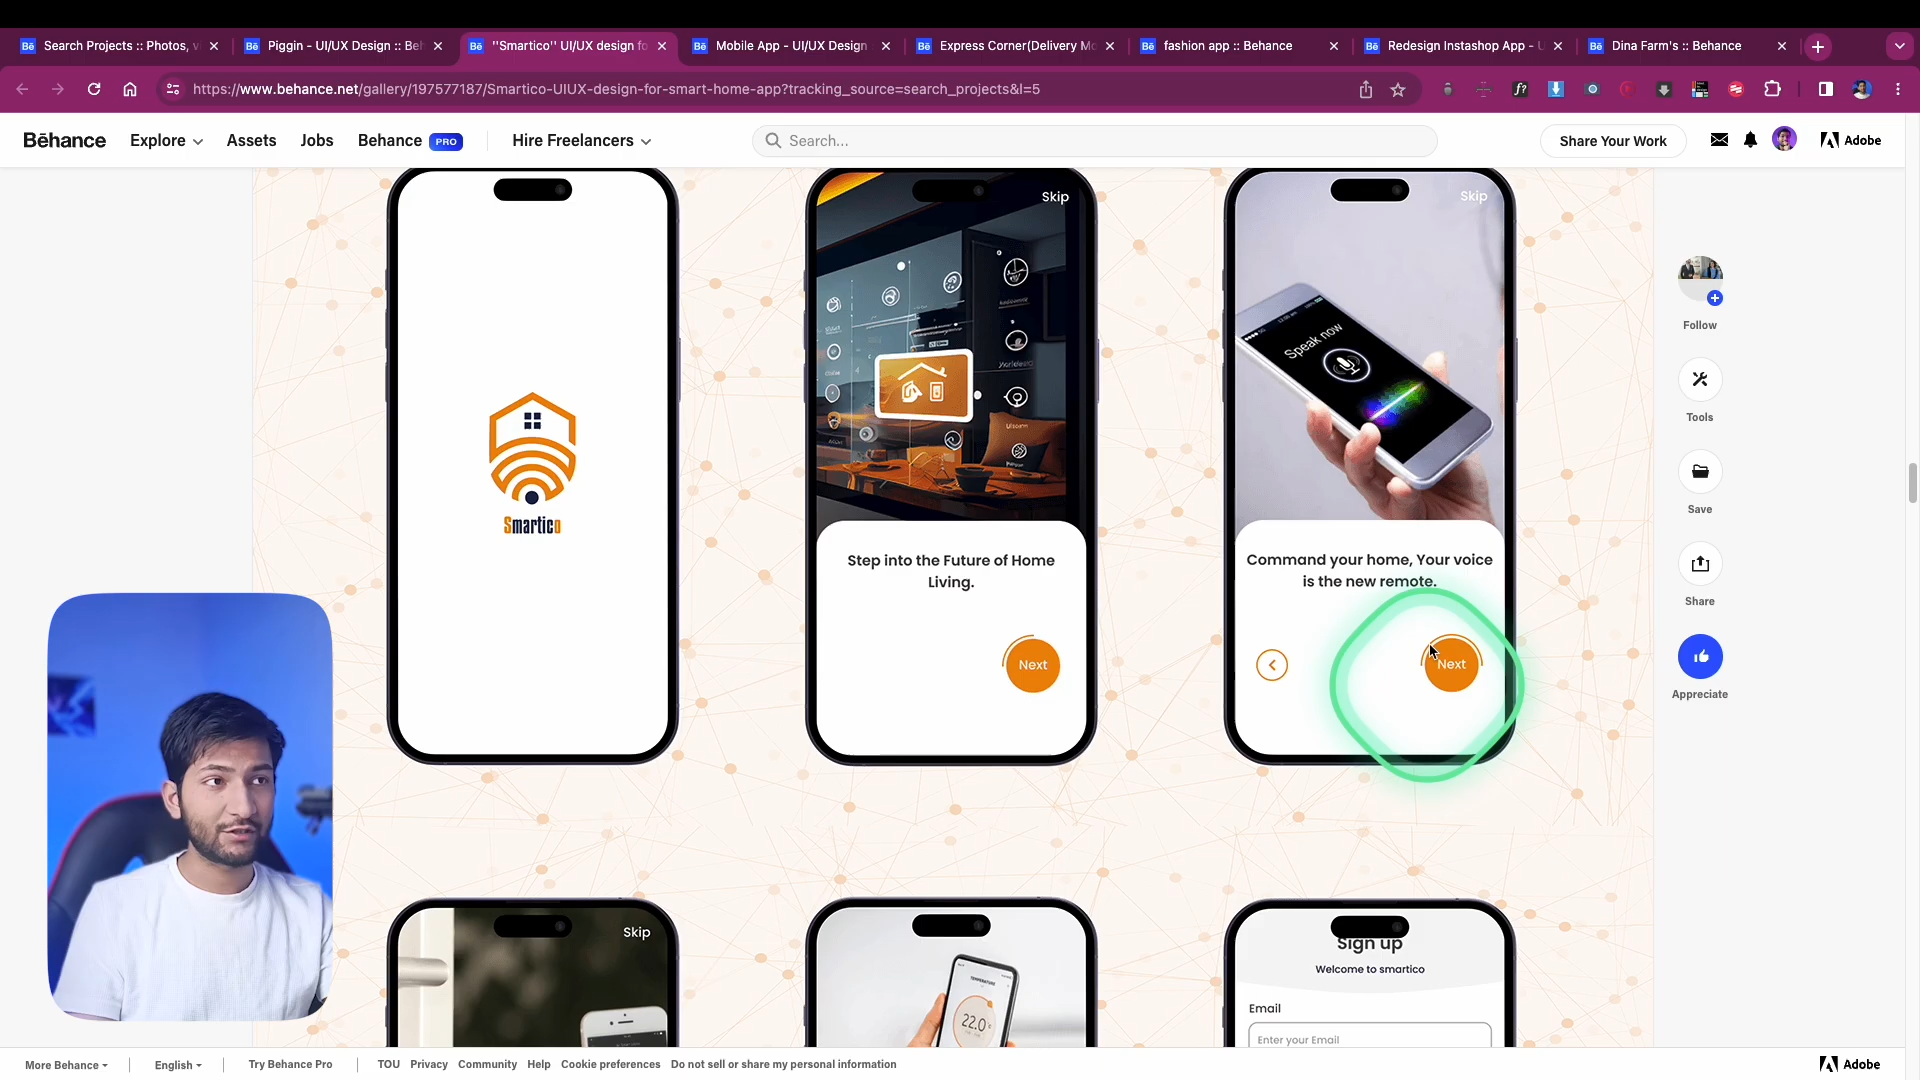 Search Projects :: Photos, v
Piggin - UI/UX Design :: Beh
"Smartico" UI/UX design fo
Mobile App - UI/UX Design
Express Corner(Delivery Mo
fashion app :: Behance
Redesign Instashop App - U
Dina Farm's :: Behance
https://www.behance.net/gallery/197577187/Smartico-UIUX-design-for-smart-home-app?tracking_source=search_projects&l=5
Bēhance
Explore
Assets
Jobs
Behance PRO
Hire Freelancers
Search...
Share Your Work
Adobe
Skip
Skip
Speak now
Smartico
Step into the Future of Home
Living.
Next
Command your home, Your voice
is the new remote.
Next
Follow
Tools
Save
Share
Appreciate
Skip
TEMPERATURE
22.0
Sign up
Welcome to smartico
Email
Enter your Email
More Behance
English
Try Behance Pro
TOU
Privacy
Community
Help
Cookie preferences
Do not sell or share my personal information
Adobe